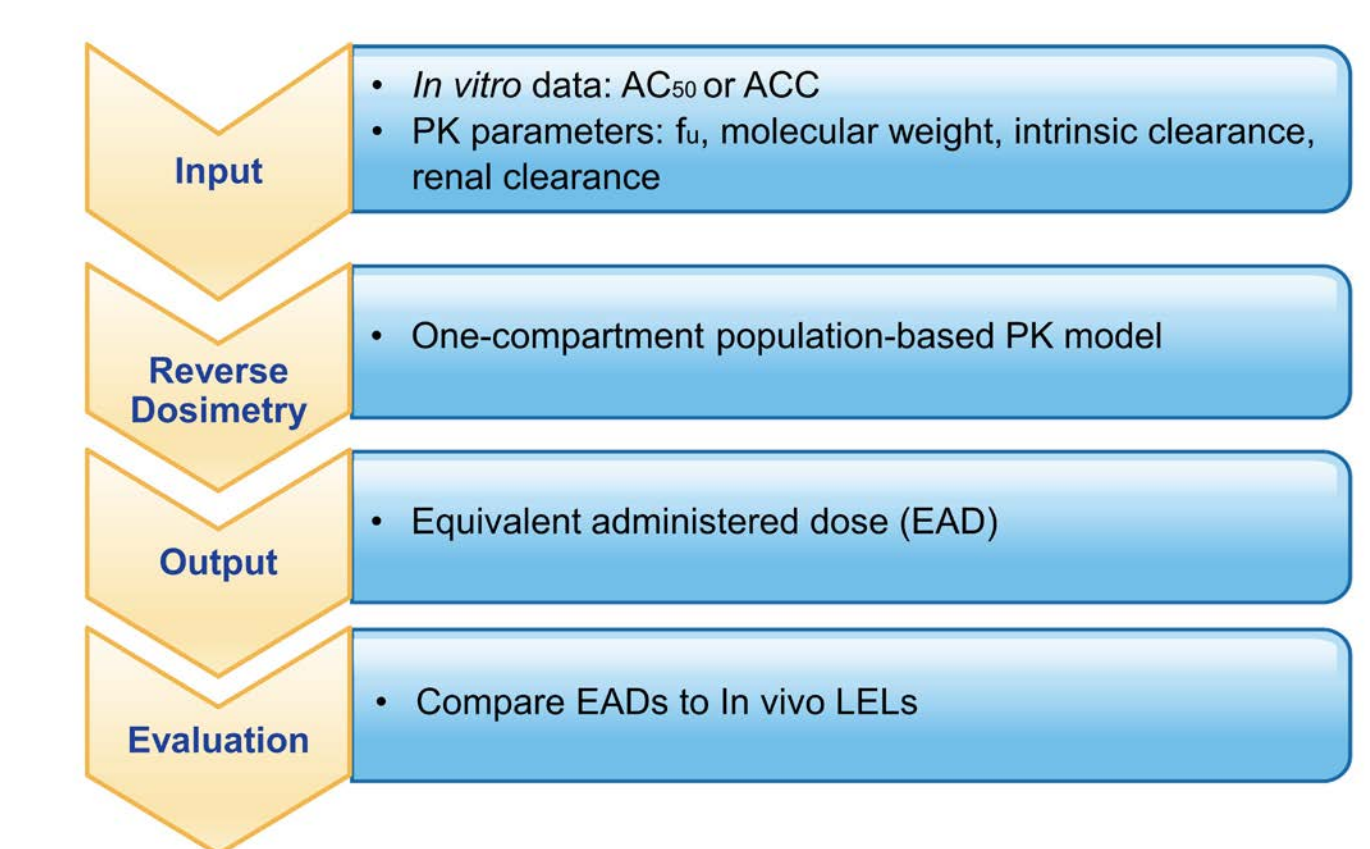 Input
• In vitro data: AC50 or ACC
• PK parameters: fu, molecular weight, intrinsic clearance,
renal clearance
Reverse
Dosimetry
• One-compartment population-based PK model
Output
• Equivalent administered dose (EAD)
Evaluation
• Compare EADs to In vivo LELs